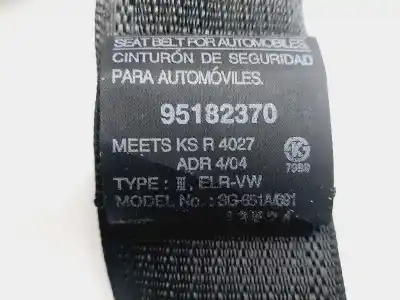 SEAT BELT FOR AUTOMOBILES.
CINTURÓN DE SEGURIDAD
PARA AUTOMÓVILES.
95182370
MEETS KS R 4027
ADR 4/04
TYPE : III, ELR-VW
MODEL No. : SG-651A/691